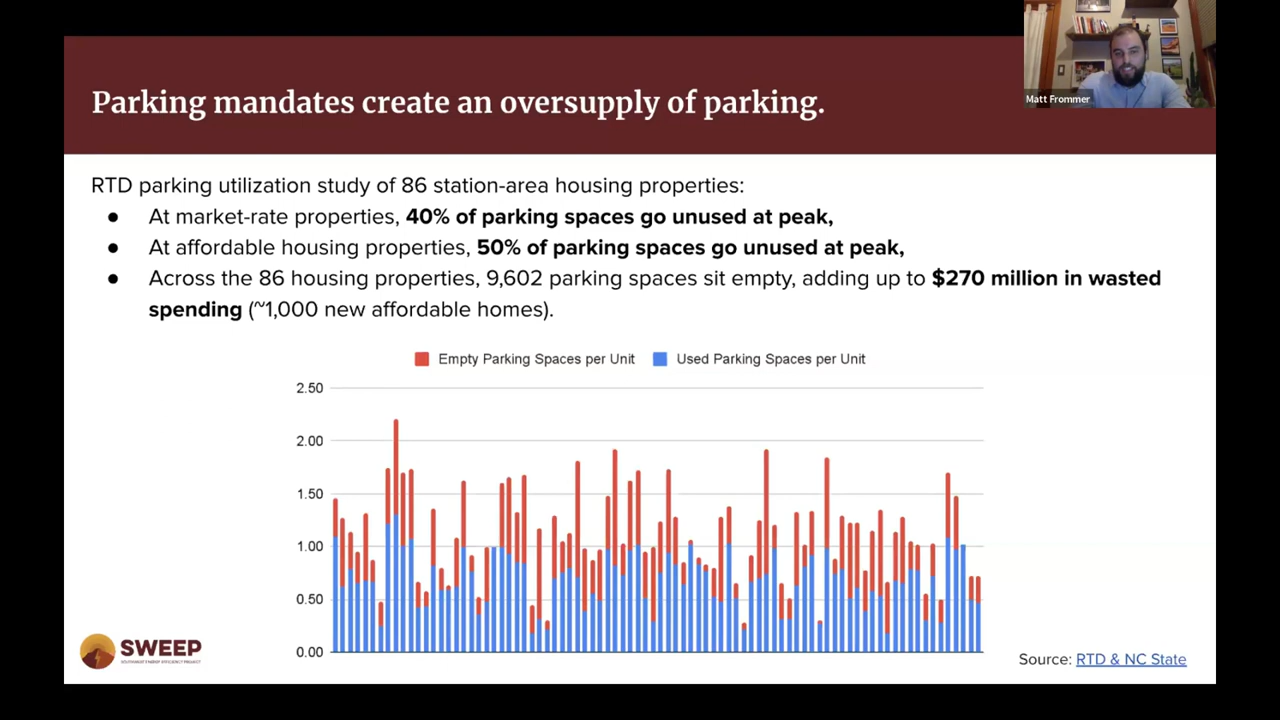 Parking mandates create an oversupply of parking.
Matt Frommer
RTD parking utilization study of 86 station-area housing properties:
● At market-rate properties, 40% of parking spaces go unused at peak,
● At affordable housing properties, 50% of parking spaces go unused at peak,
● Across the 86 housing properties, 9,602 parking spaces sit empty, adding up to $270 million in wasted
spending (~1,000 new affordable homes).
Empty Parking Spaces per Unit Used Parking Spaces per Unit
2.50
2.00
1.50
1.00
0.50
0.00
SWEEP
SOUTHWEST ENERGY EFFICIENCY PROJECT
Source: RTD & NC State